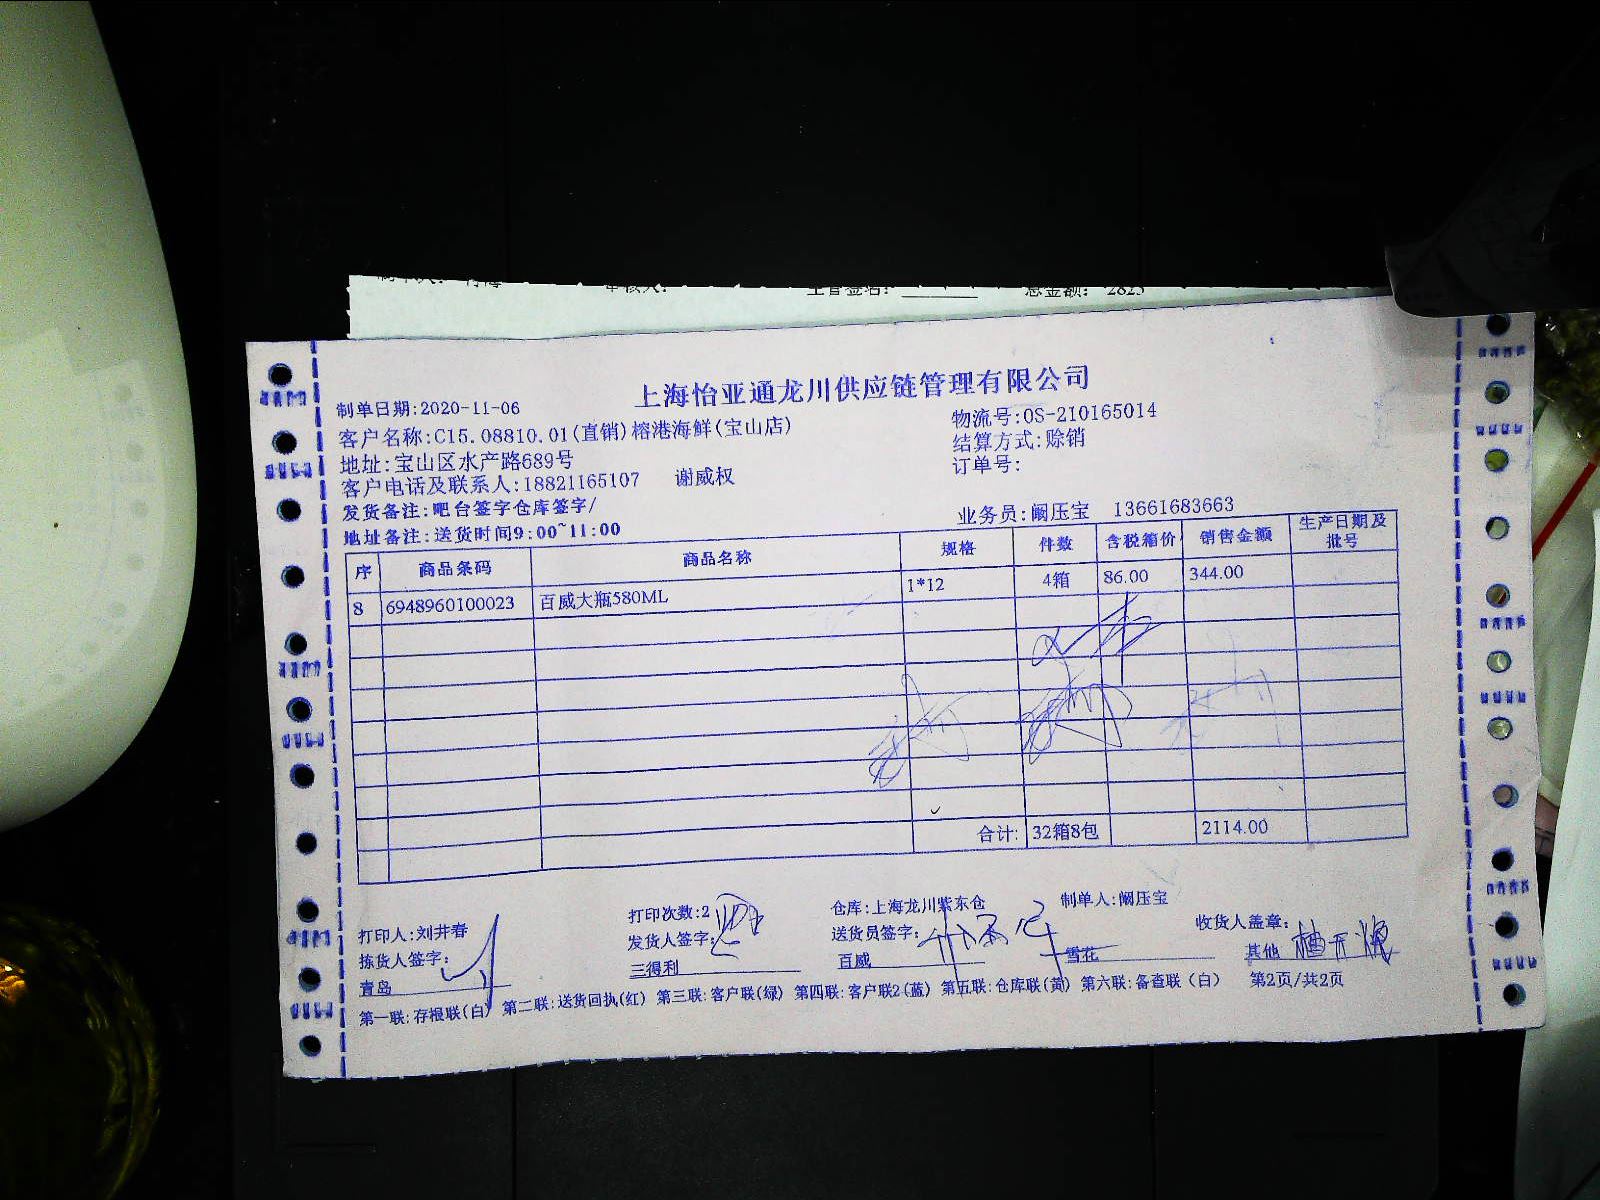 总金额: 2823
上海怡亚通龙川供应链管理有限公司
制单日期:2020-11-06
物流号:OS-210165014
客户名称:C15.08810.01(直销)榕港海鲜(宝山店)
结算方式:赊销
地址:宝山区水产路689号
订单号:
客户电话及联系人:18821165107 谢威权
发货备注:吧台签字仓库签字/
业务员:阚压宝 13661683663
地址备注:送货时间9:00~11:00
序 商品条码 商品名称 规格 件数 含税箱价 销售金额 生产日期及批号
8 6948960100023 百威大瓶580ML 1*12 4箱 86.00 344.00
合计: 32箱8包 2114.00
打印人:刘井春 打印次数:2 仓库:上海龙川紫东仓 制单人:阚压宝
拣货人签字: 发货人签字: 送货员签字: 收货人盖章:
青岛 三得利 百威 雪花 其他
第一联:存根联(白) 第二联:送货回执(红) 第三联:客户联(绿) 第四联:客户联2(蓝) 第五联:仓库联(黄) 第六联:备查联(白) 第2页/共2页